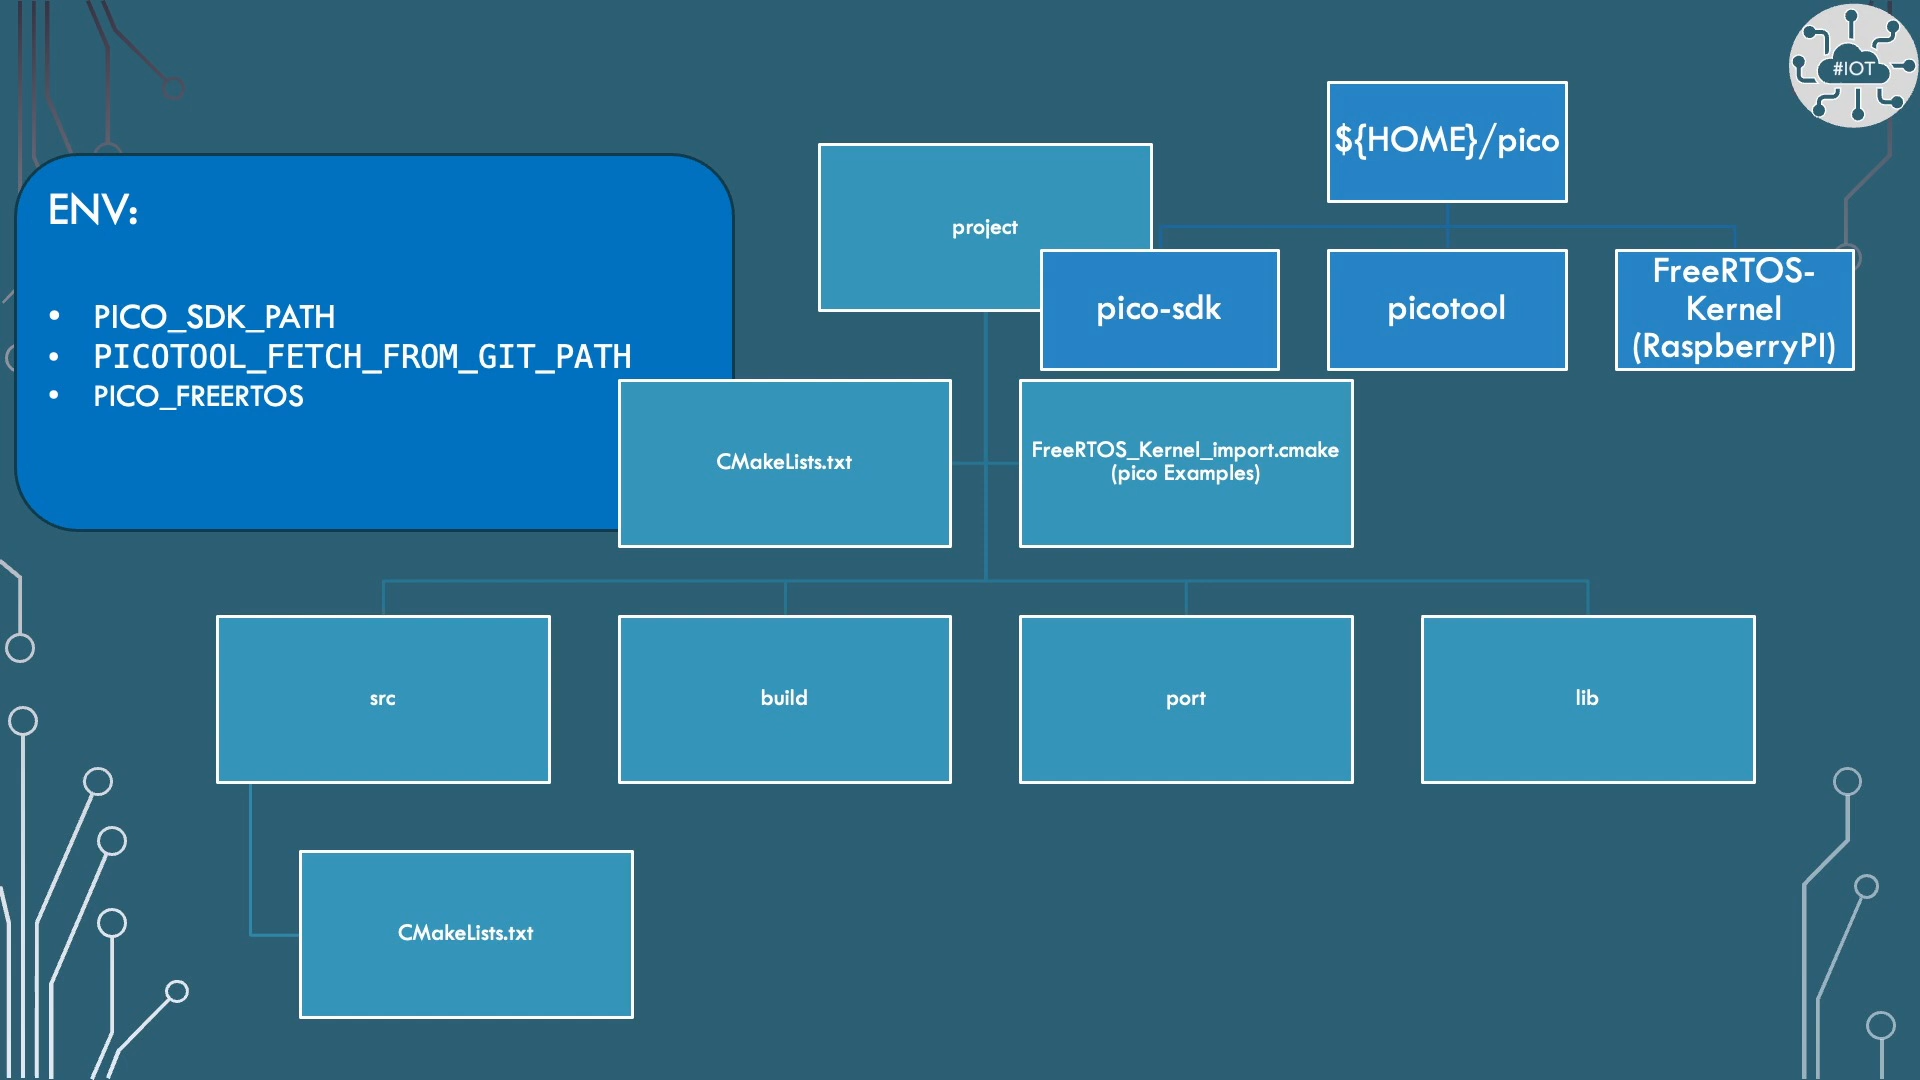 #IOT
${HOME}/pico
ENV:
project
pico-sdk
picotool
FreeRTOS-
Kernel
(RaspberryPI)
• PICO_SDK_PATH
• PICOTOOL_FETCH_FROM_GIT_PATH
• PICO_FREERTOS
CMakeLists.txt
FreeRTOS_Kernel_import.cmake
(pico Examples)
src
build
port
lib
CMakeLists.txt